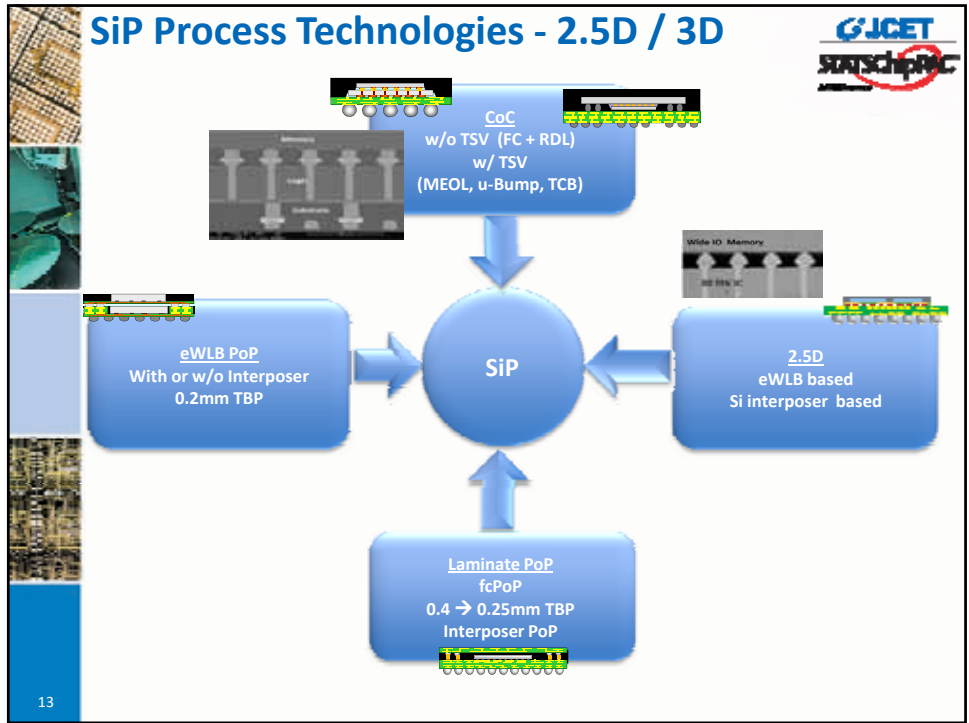 SiP Process Technologies - 2.5D / 3D
JCET
STATSChipPAC
CoC
w/o TSV (FC + RDL)
w/ TSV
(MEOL, u-Bump, TCB)
Memory
Logic
Substrate
Wide IO Memory
eWLB PoP
With or w/o Interposer
0.2mm TBP
SiP
2.5D
eWLB based
Si interposer based
Laminate PoP
fcPoP
0.4 → 0.25mm TBP
Interposer PoP
13